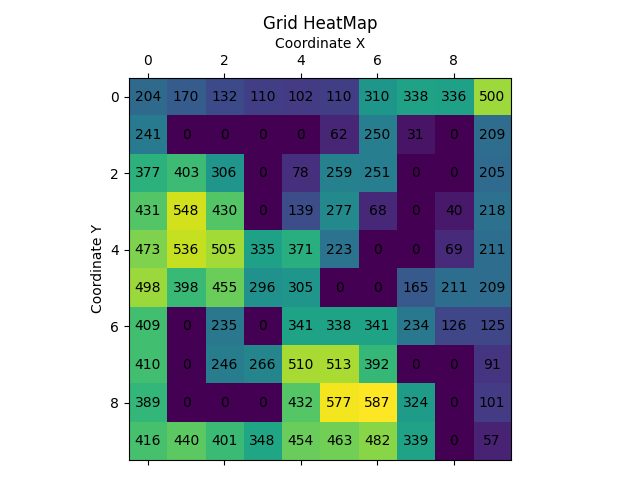 Grid HeatMap
Coordinate X
0 2 4 6 8
0 204 170 132 110 102 110 310 338 336 500
241 0 0 0 0 62 250 31 0 209
2 377 403 306 0 78 259 251 0 0 205
431 548 430 0 139 277 68 0 40 218
4 473 536 505 335 371 223 0 0 69 211
498 398 455 296 305 0 0 165 211 209
6 409 0 235 0 341 338 341 234 126 125
410 0 246 266 510 513 392 0 0 91
8 389 0 0 0 432 577 587 324 0 101
416 440 401 348 454 463 482 339 0 57
Coordinate Y